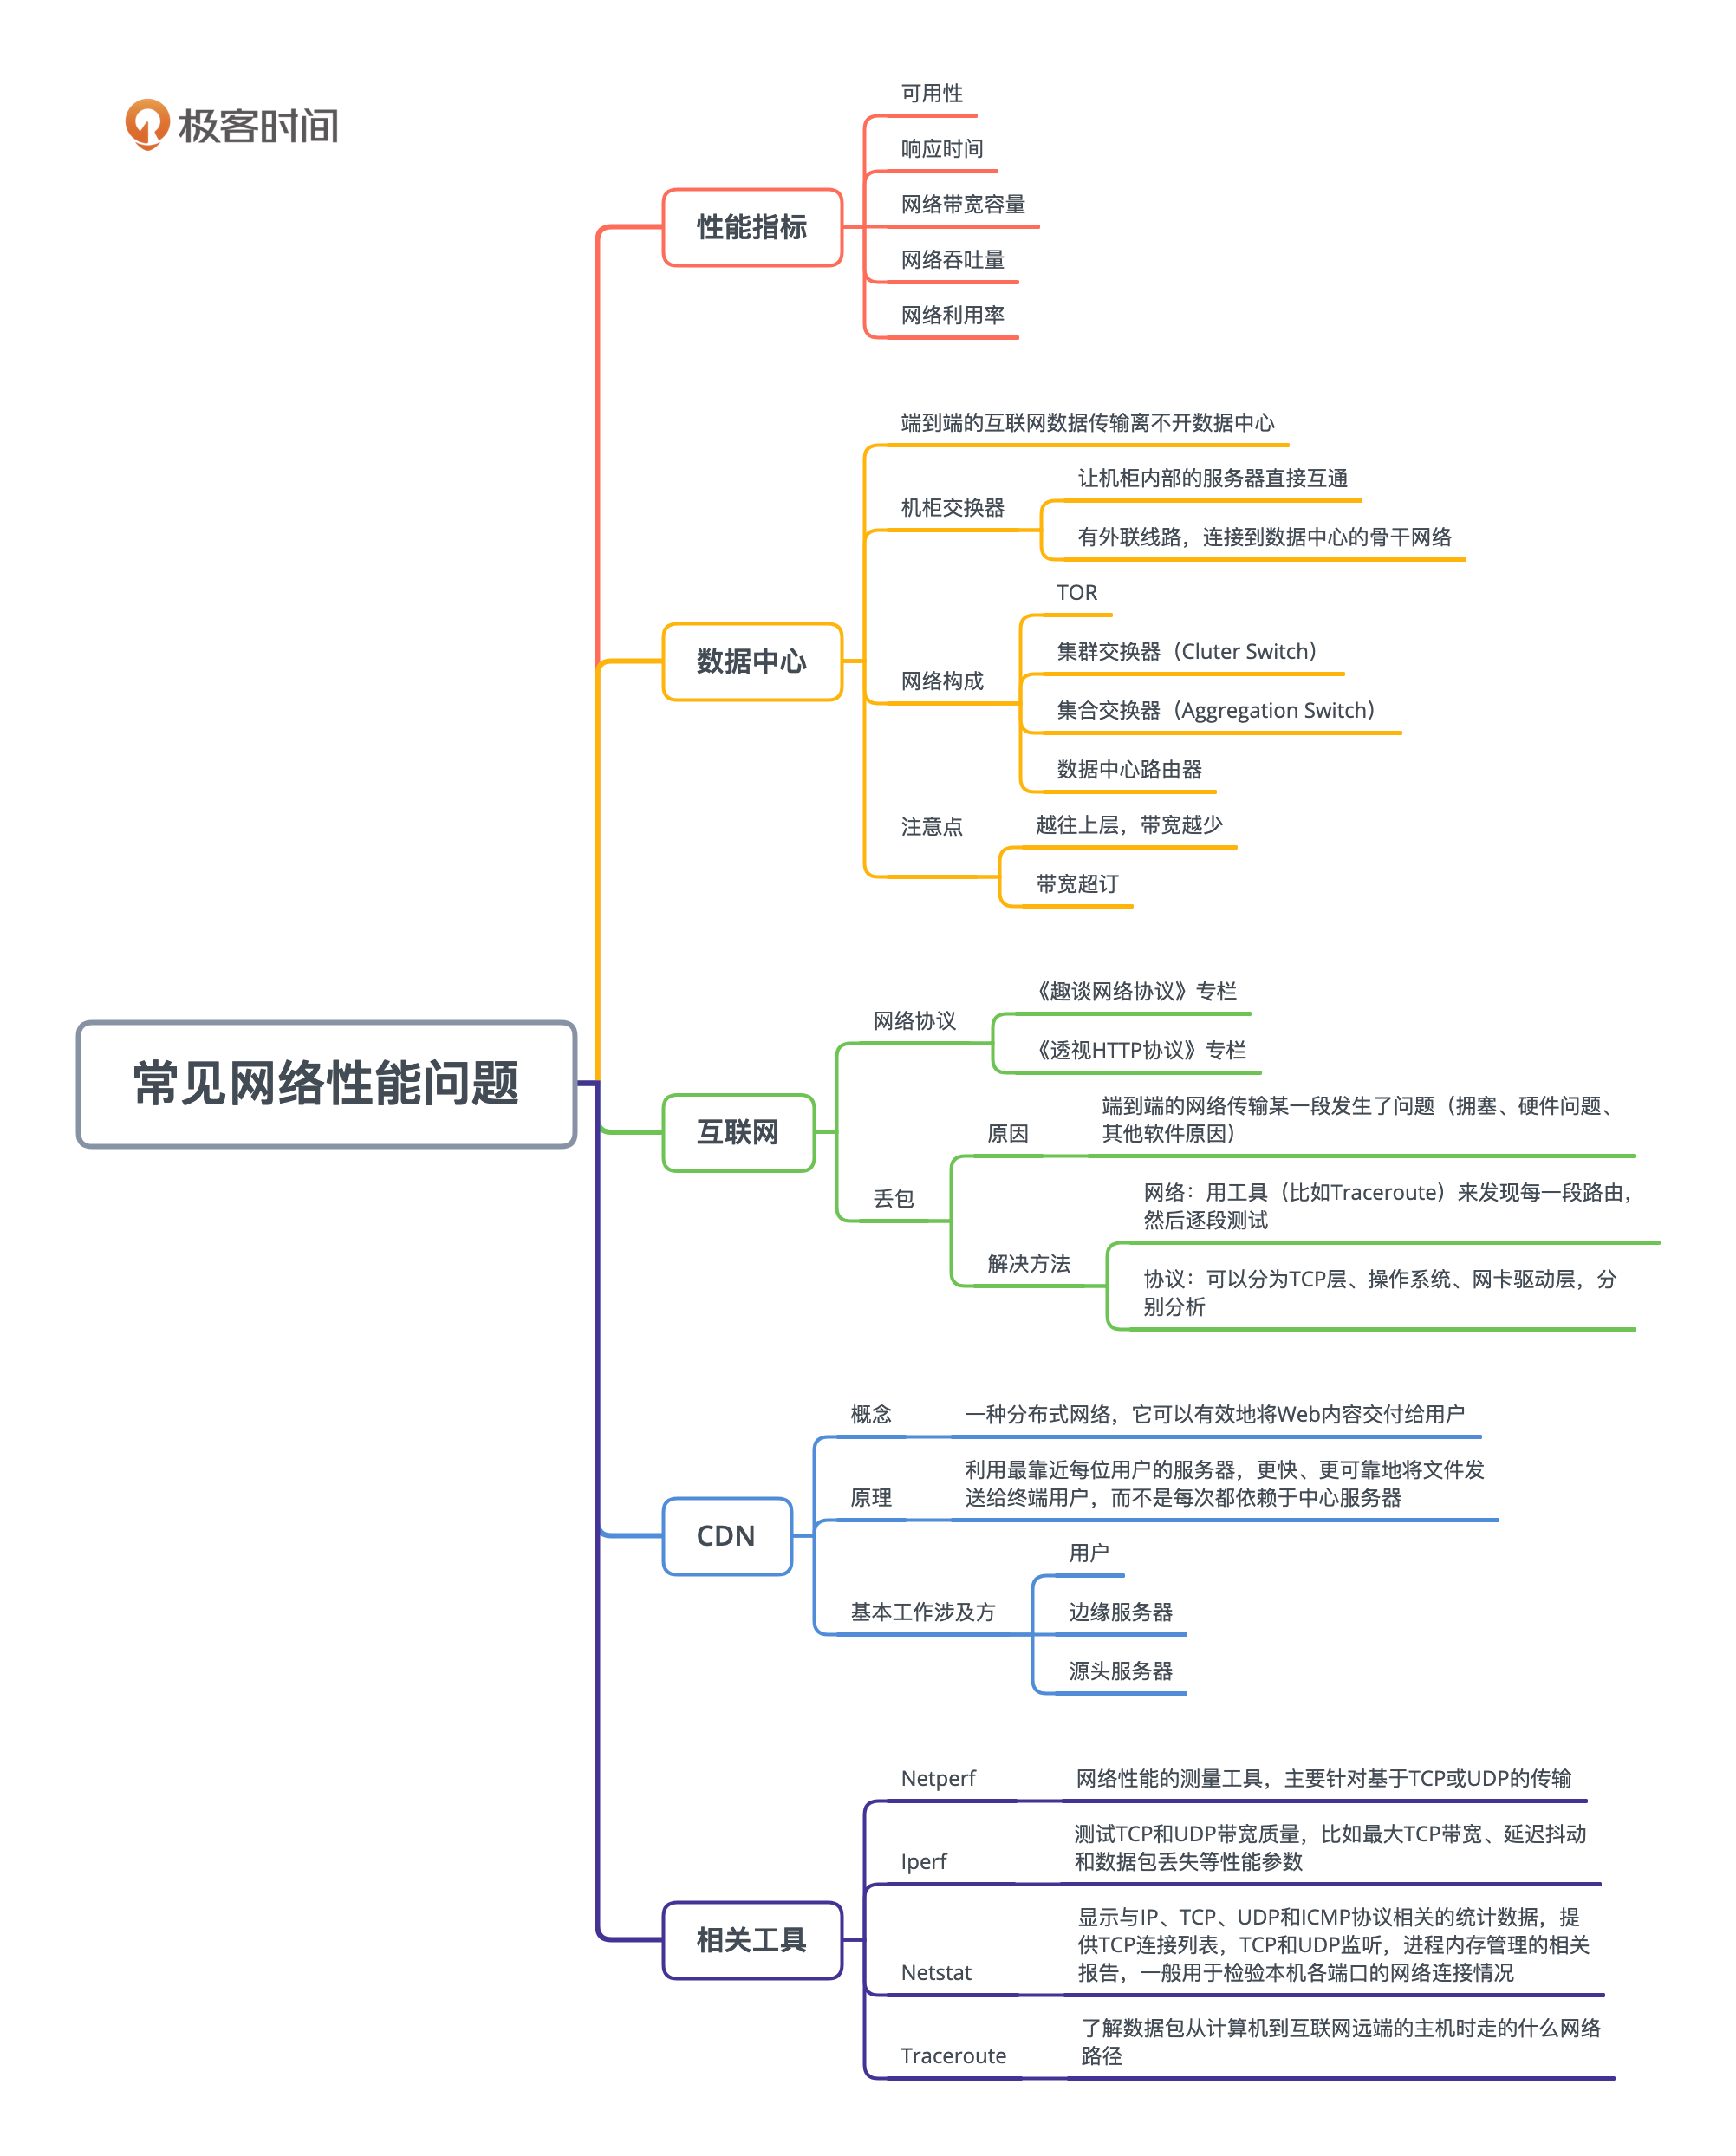 极客时间
常见网络性能问题
性能指标
可用性
响应时间
网络带宽容量
网络吞吐量
网络利用率
数据中心
端到端的互联网数据传输离不开数据中心
机柜交换器
让机柜内部的服务器直接互通
有外联线路，连接到数据中心的骨干网络
网络构成
TOR
集群交换器（Cluter Switch）
集合交换器（Aggregation Switch）
数据中心路由器
注意点
越往上层，带宽越少
带宽超订
互联网
网络协议
《趣谈网络协议》专栏
《透视HTTP协议》专栏
丢包
原因
端到端的网络传输某一段发生了问题（拥塞、硬件问题、
其他软件原因）
解决方法
网络：用工具（比如Traceroute）来发现每一段路由，
然后逐段测试
协议：可以分为TCP层、操作系统、网卡驱动层，分
别分析
CDN
概念
一种分布式网络，它可以有效地将Web内容交付给用户
原理
利用最靠近每位用户的服务器，更快、更可靠地将文件发
送给终端用户，而不是每次都依赖于中心服务器
基本工作涉及方
用户
边缘服务器
源头服务器
相关工具
Netperf
网络性能的测量工具，主要针对基于TCP或UDP的传输
Iperf
测试TCP和UDP带宽质量，比如最大TCP带宽、延迟抖动
和数据包丢失等性能参数
Netstat
显示与IP、TCP、UDP和ICMP协议相关的统计数据，提
供TCP连接列表，TCP和UDP监听，进程内存管理的相关
报告，一般用于检验本机各端口的网络连接情况
Traceroute
了解数据包从计算机到互联网远端的主机时走的什么网络
路径